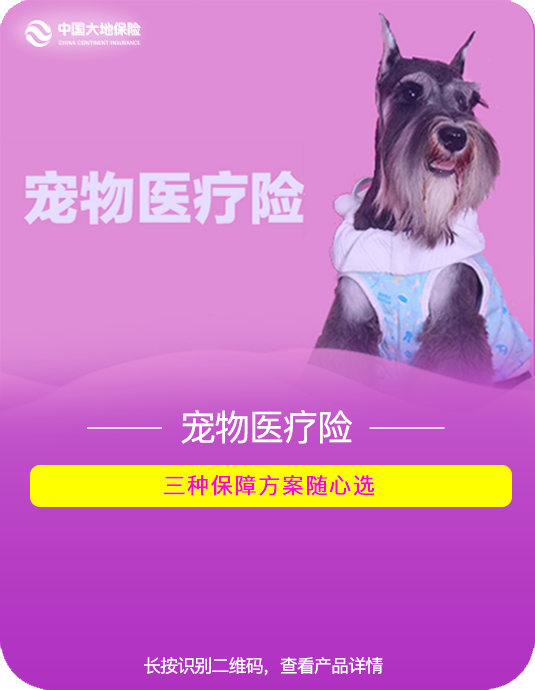 中国大地保险
CHINA CONTINENT INSURANCE
宠物医疗险
宠物医疗险
三种保障方案随心选
长按识别二维码，查看产品详情